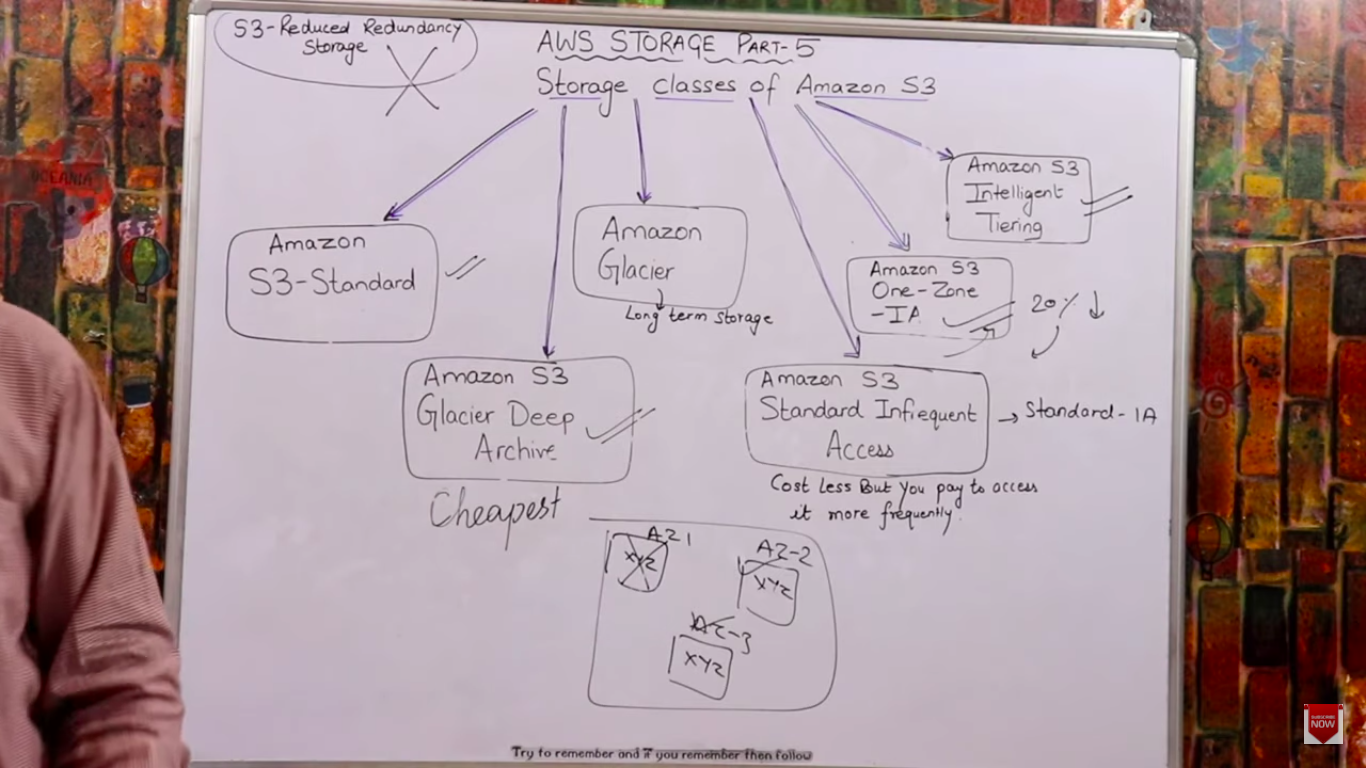 S3-Reduced Redundancy
Storage
AWS STORAGE PART-5
Storage classes of Amazon S3
OCEANIA
Amazon S3
Intelligent
Tiering
Amazon
S3-Standard
Amazon
Glacier
Long term storage
Amazon S3
One-Zone
-IA
20% ↓
Amazon S3
Glacier Deep
Archive
Cheapest
Amazon S3
Standard Infrequent
Access
→ Standard-IA
Cost less But you pay to access
it more frequently.
AZ1
XYZ
AZ-2
XYZ
AZ-3
XYZ
Try to remember and if you remember then follow
SUBSCRIBE
NOW